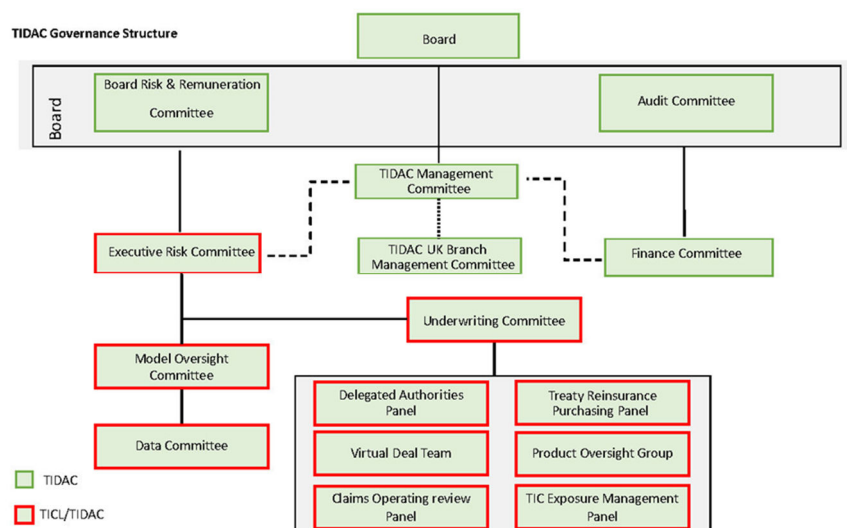 TIDAC Governance Structure
Board
Board
Board Risk & Remuneration
Committee
Audit Committee
TIDAC Management
Committee
Executive Risk Committee
TIDAC UK Branch
Management Committee
Finance Committee
Underwriting Committee
Model Oversight
Committee
Delegated Authorities
Panel
Treaty Reinsurance
Purchasing Panel
Data Committee
Virtual Deal Team
Product Oversight Group
TIDAC
Claims Operating review
Panel
TIC Exposure Management
Panel
TICL/TIDAC